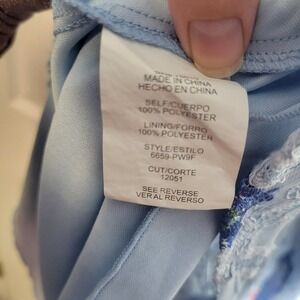 MADE IN CHINA
HECHO EN CHINA
SELF/CUERPO
100% POLYESTER
LINING/FORRO
100% POLYESTER
STYLE/ESTILO
6659-PW9F
CUT/CORTE
12051
SEE REVERSE
VER AL REVERSO